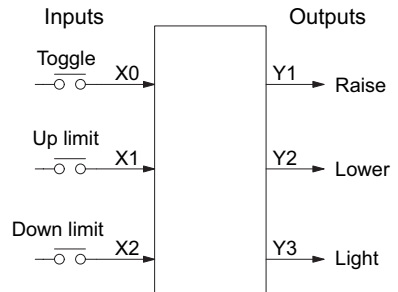 Inputs Outputs
Toggle
X0 Y1 Raise
Up limit
X1 Y2 Lower
Down limit
X2 Y3 Light